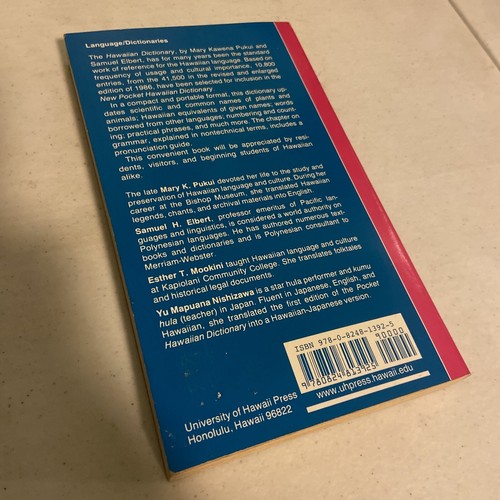 Language/Dictionaries
The Hawaiian Dictionary, by Mary Kawena Pukui and
Samuel Elbert, has for many years been the standard
work of reference for the Hawaiian language. Based on
frequency of usage and cultural importance, 10,800
entries, from the 41,500 in the revised and enlarged
edition of 1986, have been selected for inclusion in the
New Pocket Hawaiian Dictionary
In a compact and portable format, this dictionary up-
dates scientific and common names of plants and
animals; Hawaiian equivalents of given names; words
borrowed from other languages; numbering and count-
ing; practical phrases, and much more. The chapter on
grammar, explained in nontechnical terms, includes a
pronunciation guide.
This convenient book will be appreciated by resi-
dents, visitors, and beginning students of Hawaiian
alike.
The late Mary K. Pukui devoted her life to the study and
preservation of Hawaiian language and culture. During her
career at the Bishop Museum, she translated Hawaiian
legends, chants, and archival materials into English.
Samuel H. Elbert, professor emeritus of Pacific lan-
guages and linguistics, is considered a world authority on
Polynesian languages. He has authored numerous text-
books and dictionaries and is Polynesian consultant to
Merriam-Webster.
Esther T. Mookini taught Hawaiian language and culture
at Kapiolani Community College. She translates folktales
and historical legal documents.
Yu Mapuana Nishizawa is a star hula performer and kumu
hula (teacher) in Japan. Fluent in Japanese, English, and
Hawaiian, she translated the first edition of the Pocket
Hawaiian Dictionary into a Hawaiian-Japanese version.
ISBN 978-0-8248-1392-5
90000
9 780824 813925
www.uhpress.hawaii.edu
University of Hawaii Press
Honolulu, Hawaii 96822